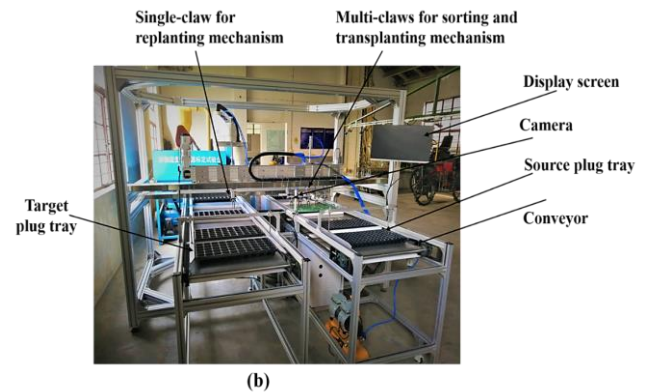 Single-claw for
replanting mechanism
Multi-claws for sorting and
transplanting mechanism
Display screen
Camera
Source plug tray
Target
plug tray
Conveyor
(b)